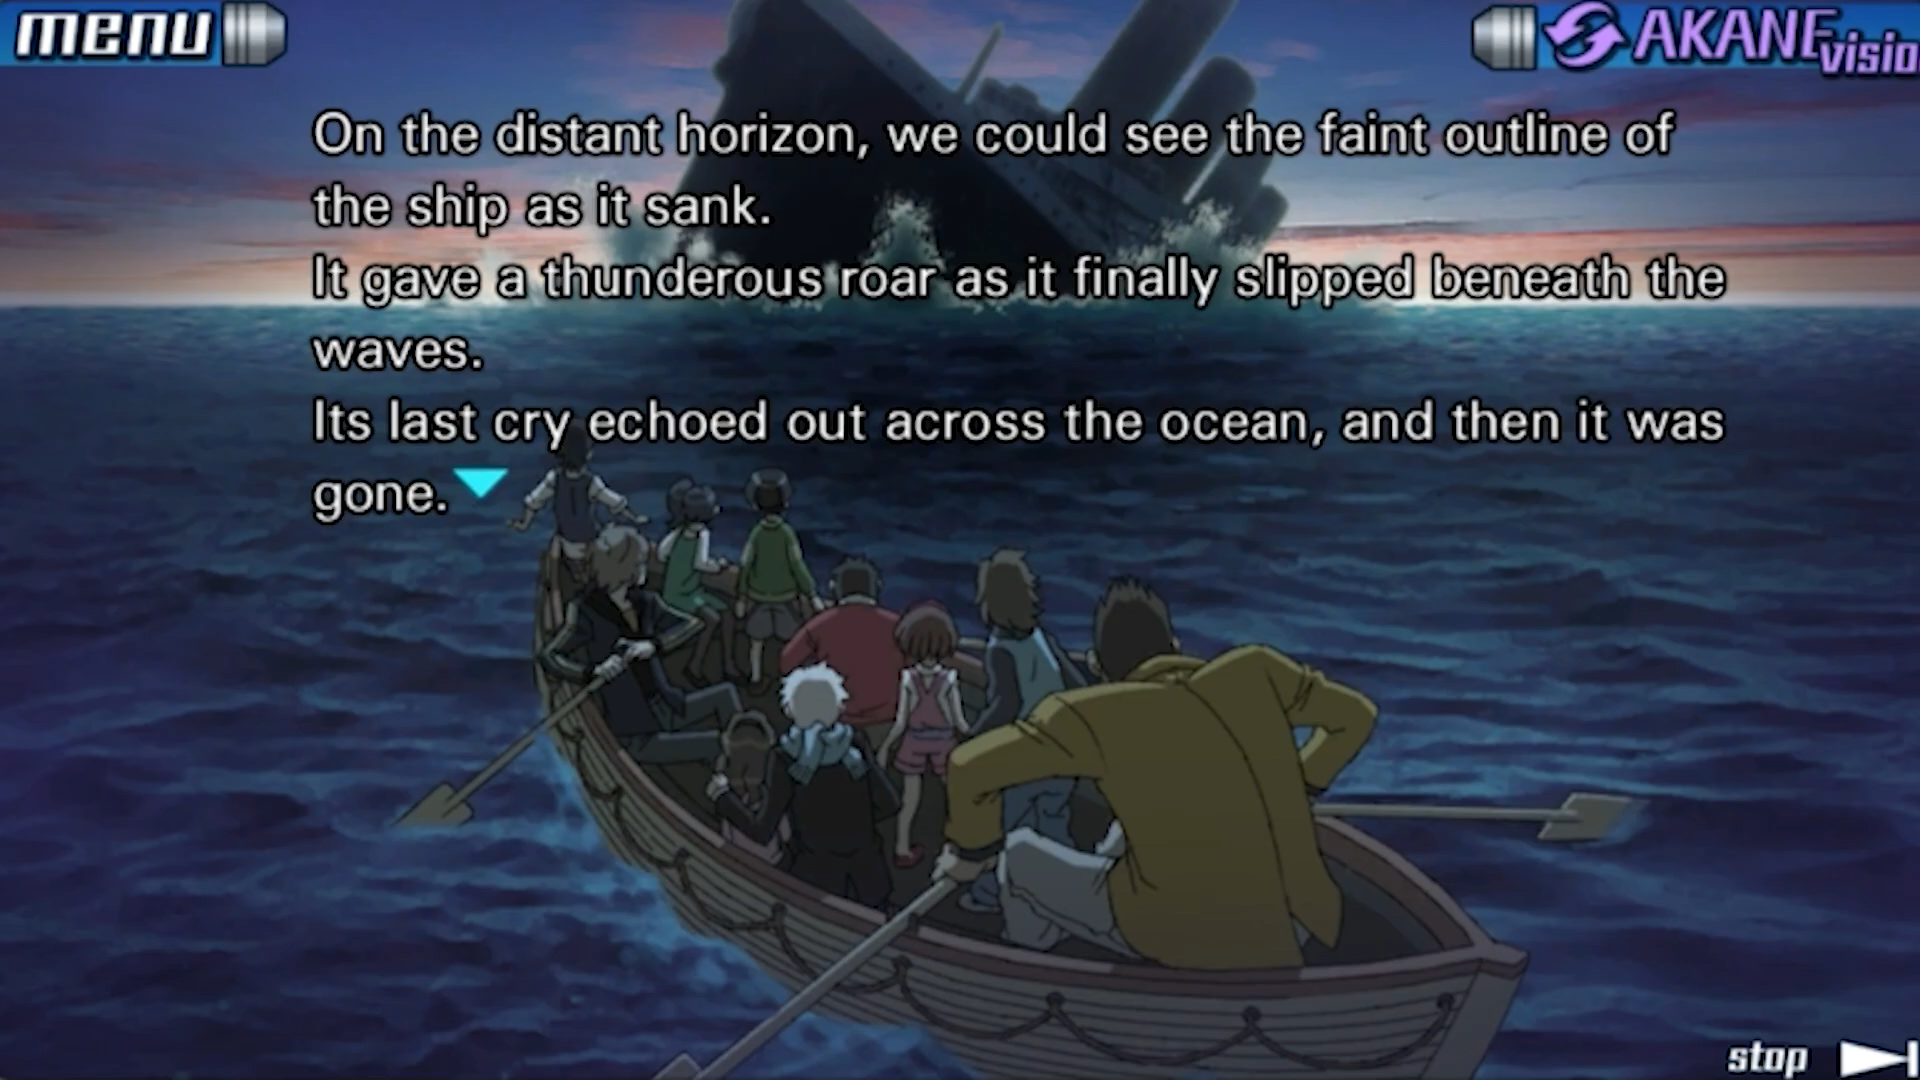 menu
AKANE visio
On the distant horizon, we could see the faint outline of
the ship as it sank.
It gave a thunderous roar as it finally slipped beneath the
waves.
Its last cry echoed out across the ocean, and then it was
gone.
stop